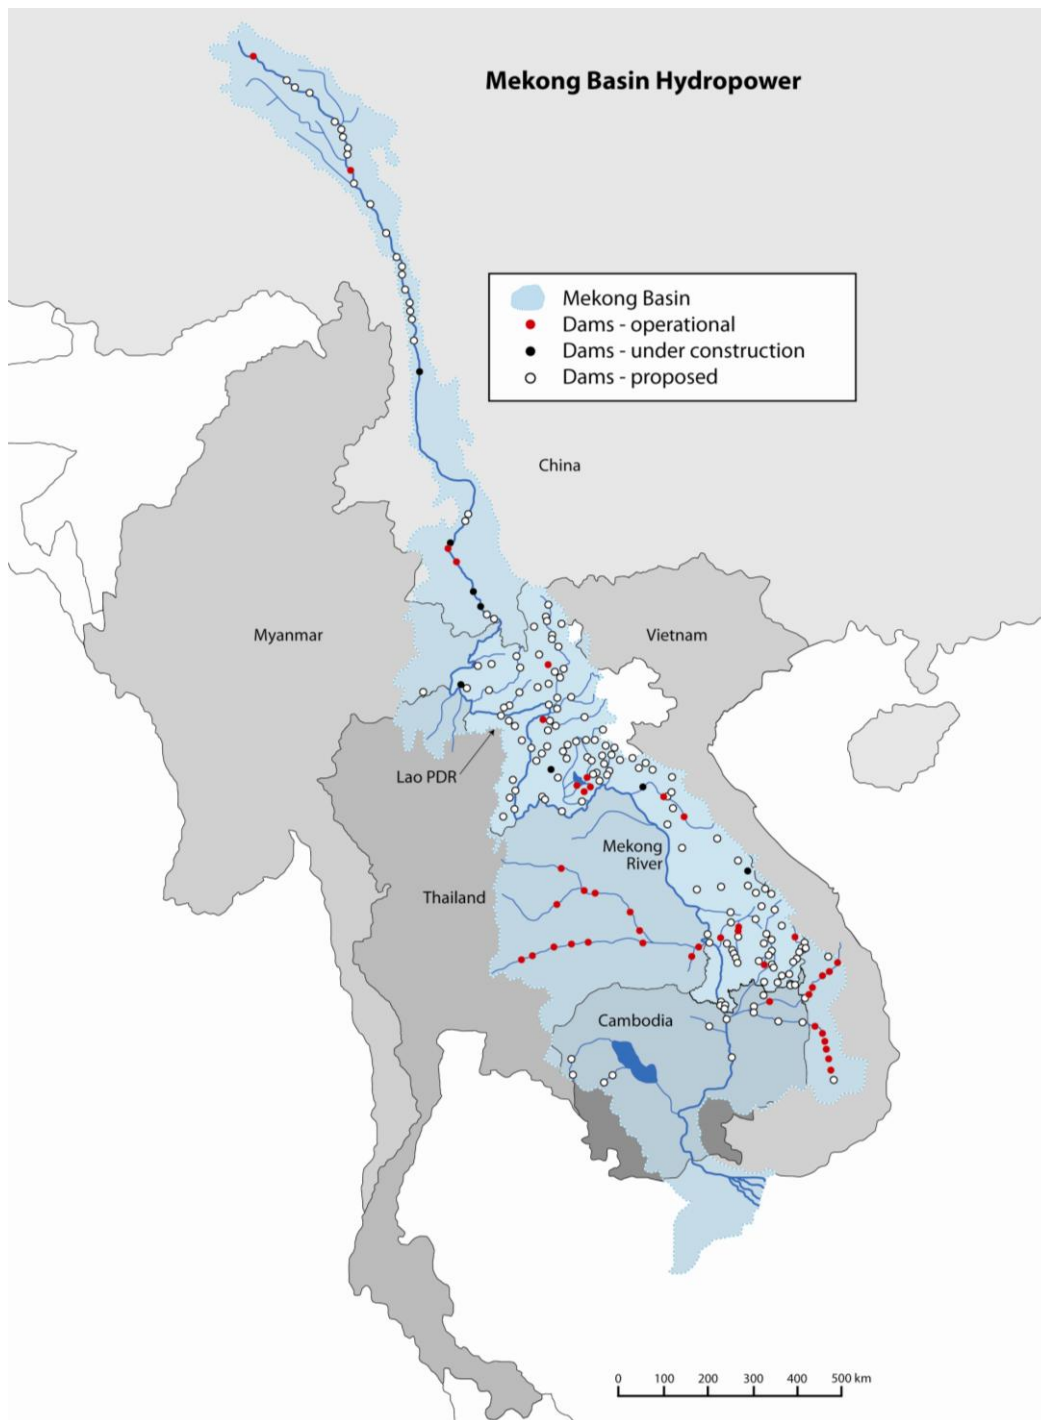 Mekong Basin Hydropower
Mekong Basin
Dams - operational
Dams - under construction
Dams - proposed
China
Myanmar
Vietnam
Lao PDR
Mekong
River
Thailand
Cambodia
0 100 200 300 400 500 km